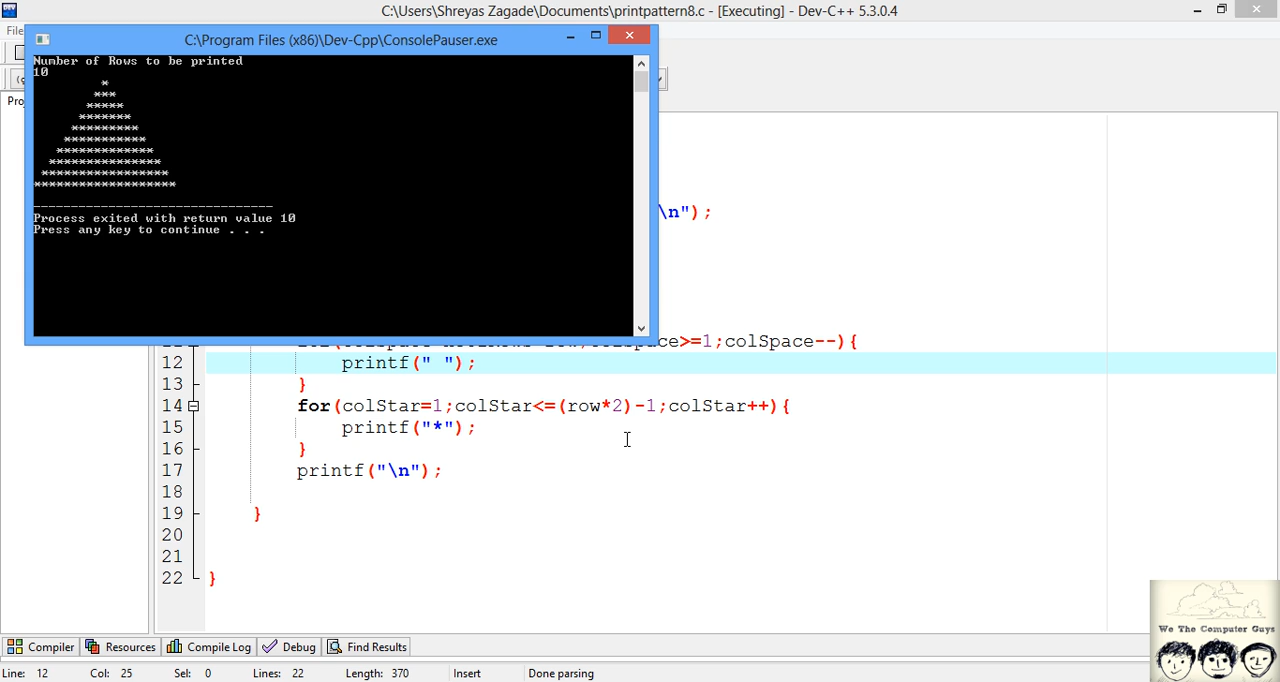 C:\Users\Shreyas Zagade\Documents\printpattern8.c - [Executing] - Dev-C++ 5.3.0.4
File
C:\Program Files (x86)\Dev-Cpp\ConsolePauser.exe
Number of Rows to be printed
10
*
***
*****
*******
*********
***********
*************
***************
*****************
*******************
--------------------------------
Process exited with return value 10
Press any key to continue . . .
\n");
>=1;colSpace--){
12 printf(" ");
13 }
14 for(colStar=1;colStar<=(row*2)-1;colStar++){
15 printf("*");
16 }
17 printf("\n");
18
19 }
20
21
22 }
Compiler Resources Compile Log Debug Find Results
Line: 12 Col: 25 Sel: 0 Lines: 22 Length: 370 Insert Done parsing
We The Computer Guys